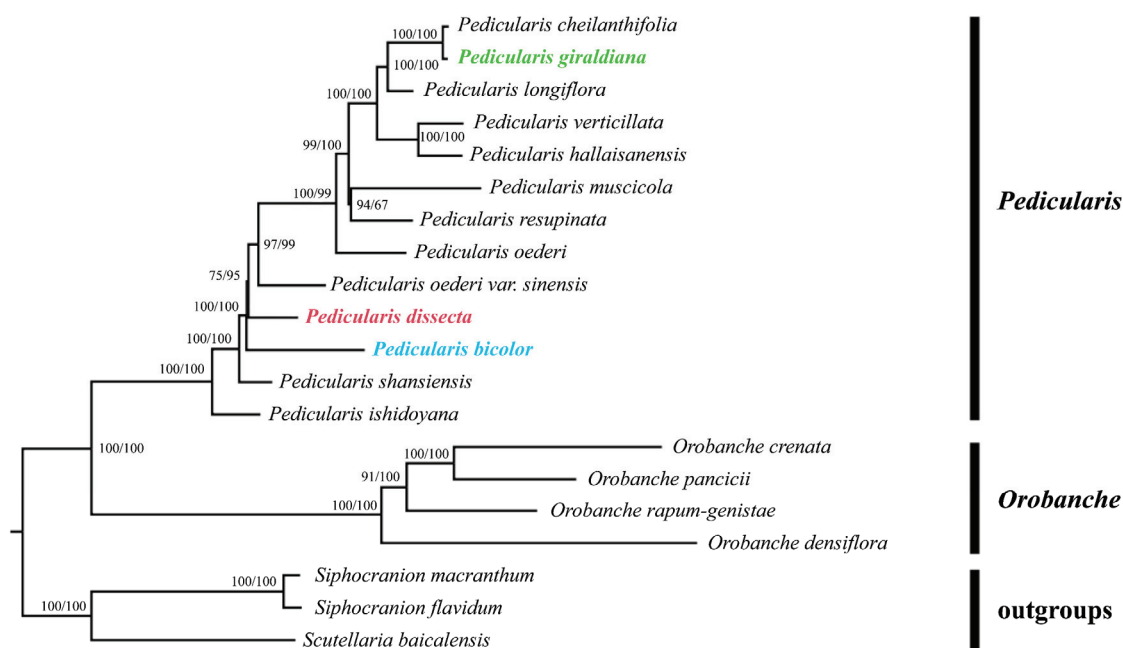 100/100
Pedicularis cheilanthifolia
100/100
Pedicularis giraldiana
100/100
Pedicularis longiflora
Pedicularis verticillata
100/100
99/100
Pedicularis hallaisanensis
100/99
Pedicularis muscicola
94/67
Pedicularis resupinata
97/99
Pedicularis oederi
75/95
Pedicularis oederi var. sinensis
100/100
Pedicularis dissecta
100/100
Pedicularis bicolor
100/100
Pedicularis shansiensis
Pedicularis ishidoyana
Pedicularis
100/100
Orobanche crenata
100/100
91/100
Orobanche pancicii
100/100
Orobanche rapum-genistae
Orobanche densiflora
Orobanche
100/100
Siphocranion macranthum
100/100
Siphocranion flavidum
Scutellaria baicalensis
outgroups